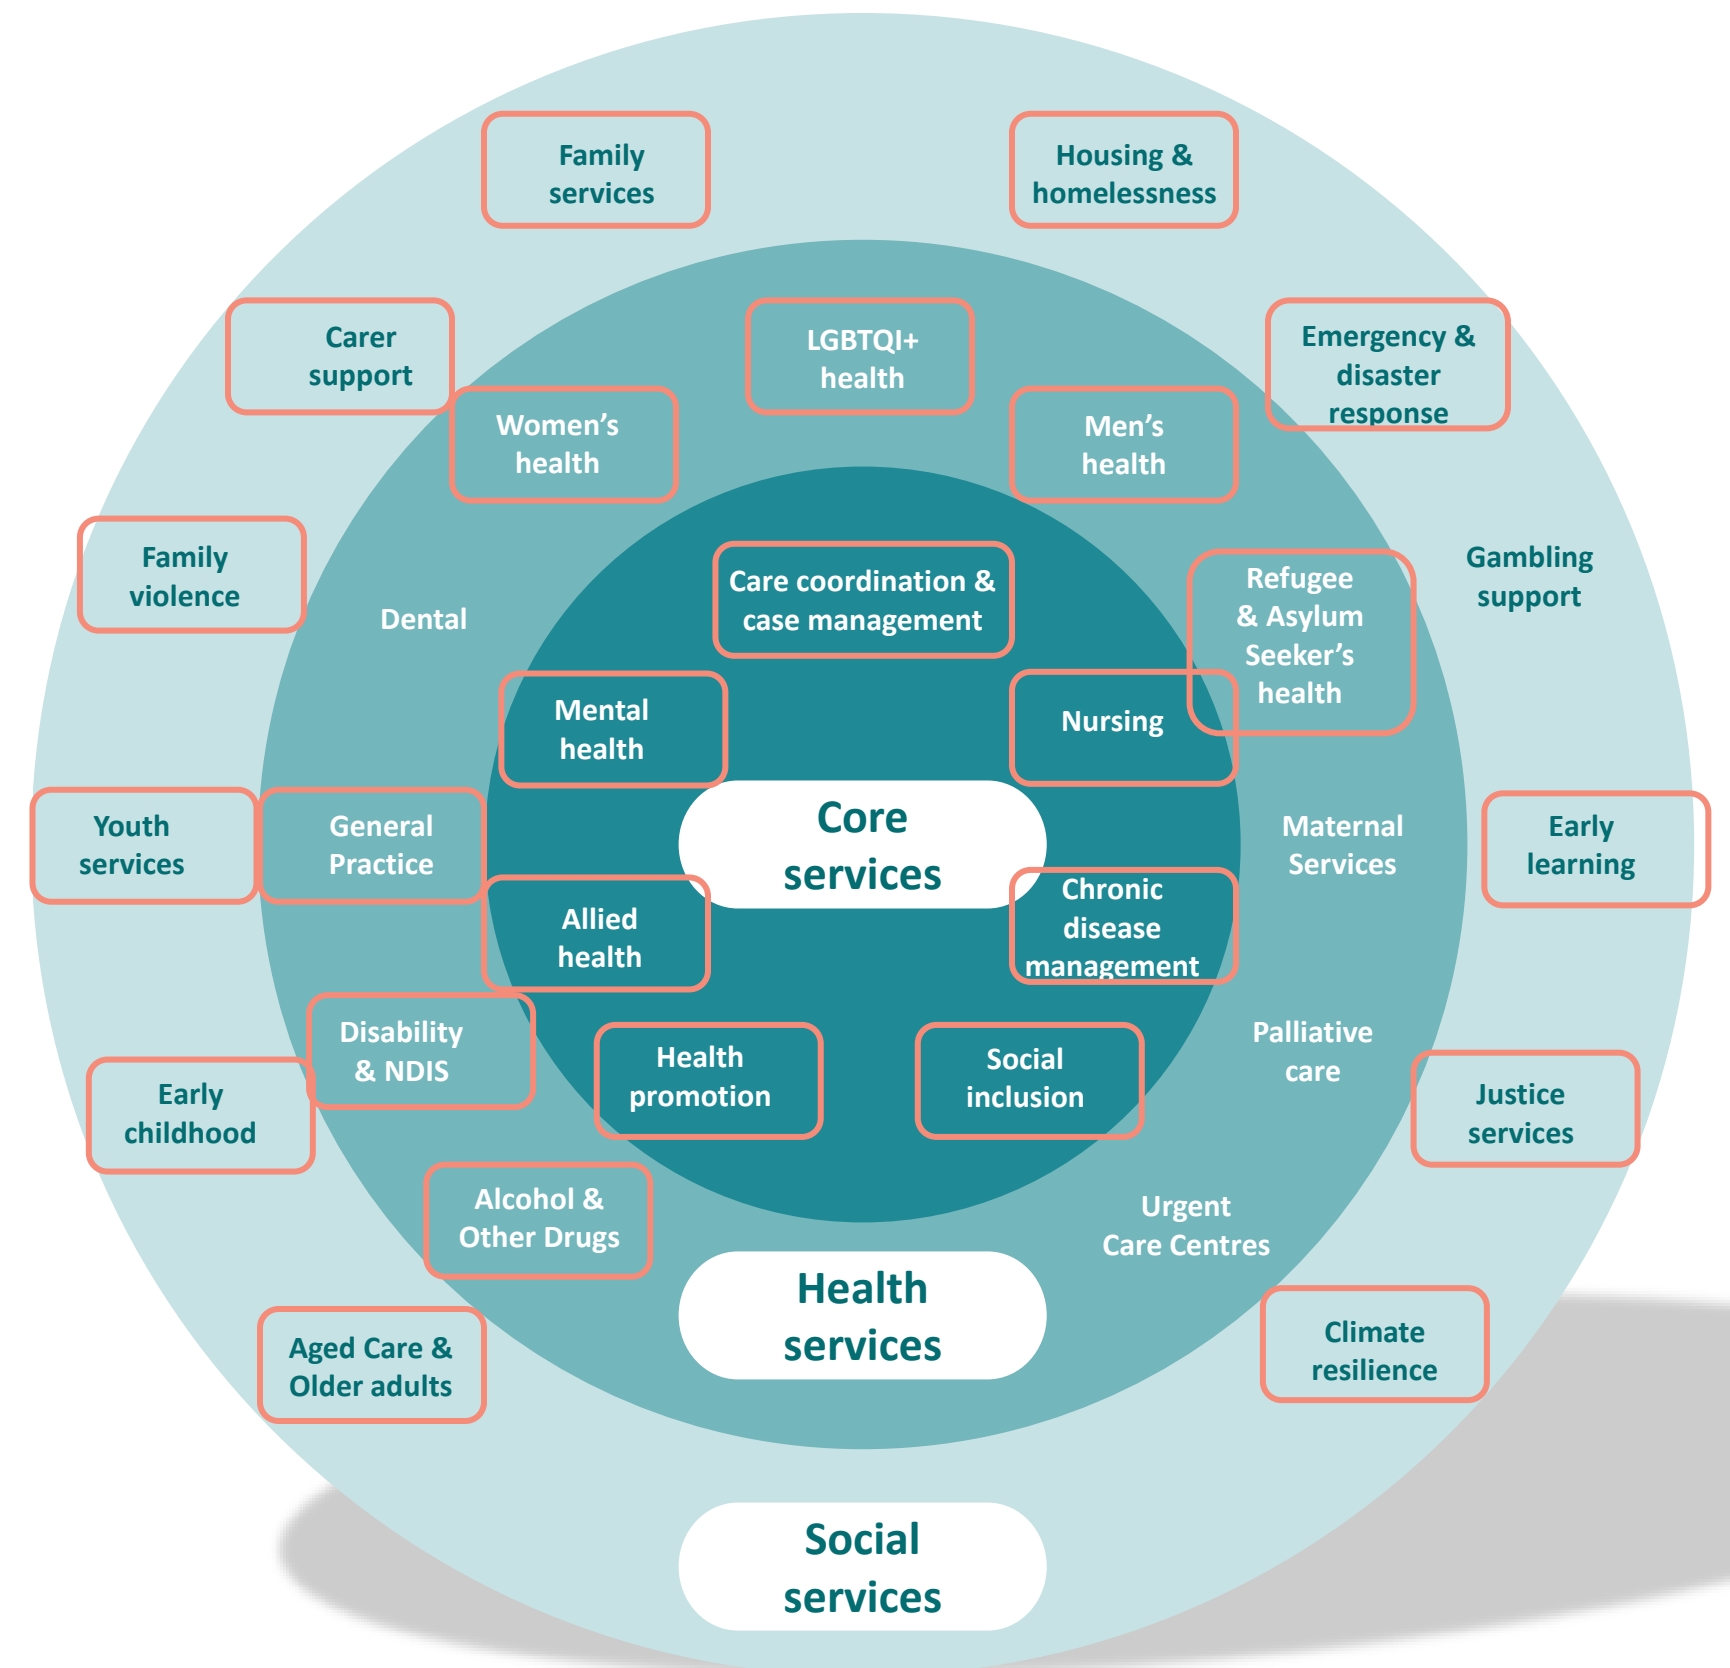 Family
services
Housing &
homelessness
Carer
support
LGBTQI+
health
Emergency &
disaster
response
Women’s
health
Men’s
health
Family
violence
Dental
Care coordination &
case management
Refugee
& Asylum
Seeker’s
health
Gambling
support
Mental
health
Nursing
Youth
services
General
Practice
Core
services
Maternal
Services
Early
learning
Allied
health
Chronic
disease
management
Disability
& NDIS
Health
promotion
Social
inclusion
Palliative
care
Early
childhood
Justice
services
Alcohol &
Other Drugs
Urgent
Care Centres
Health
services
Aged Care &
Older adults
Climate
resilience
Social
services